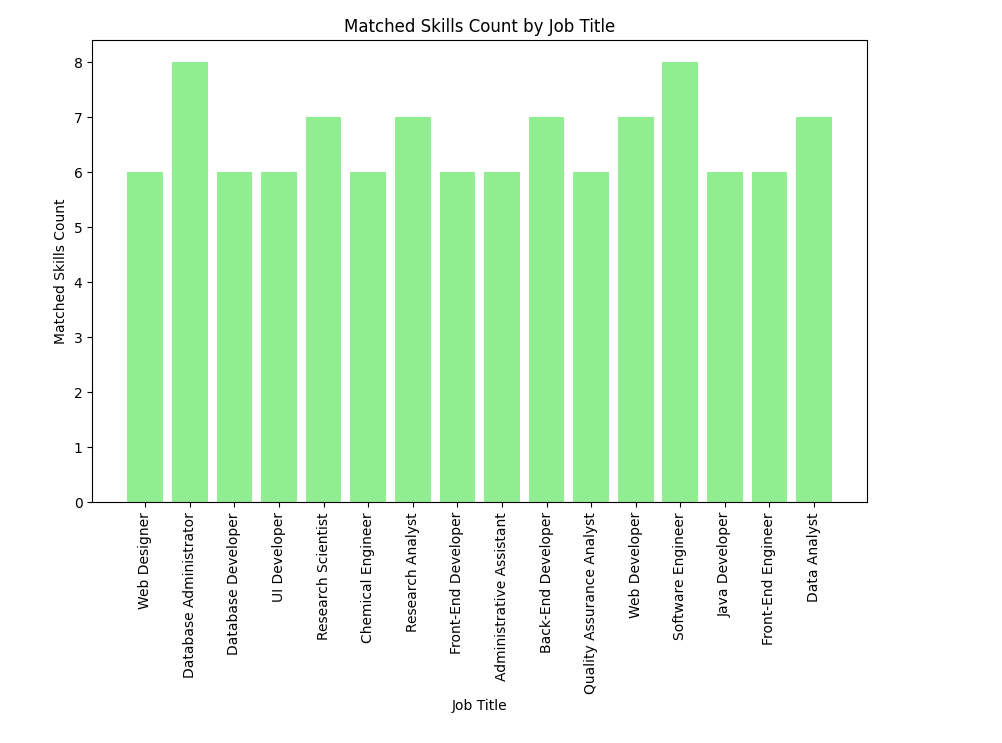 Matched Skills Count by Job Title
Matched Skills Count
8
7
6
5
4
3
2
1
0
Web Designer
Database Administrator
Database Developer
UI Developer
Research Scientist
Chemical Engineer
Research Analyst
Front-End Developer
Administrative Assistant
Back-End Developer
Quality Assurance Analyst
Web Developer
Software Engineer
Java Developer
Front-End Engineer
Data Analyst
Job Title